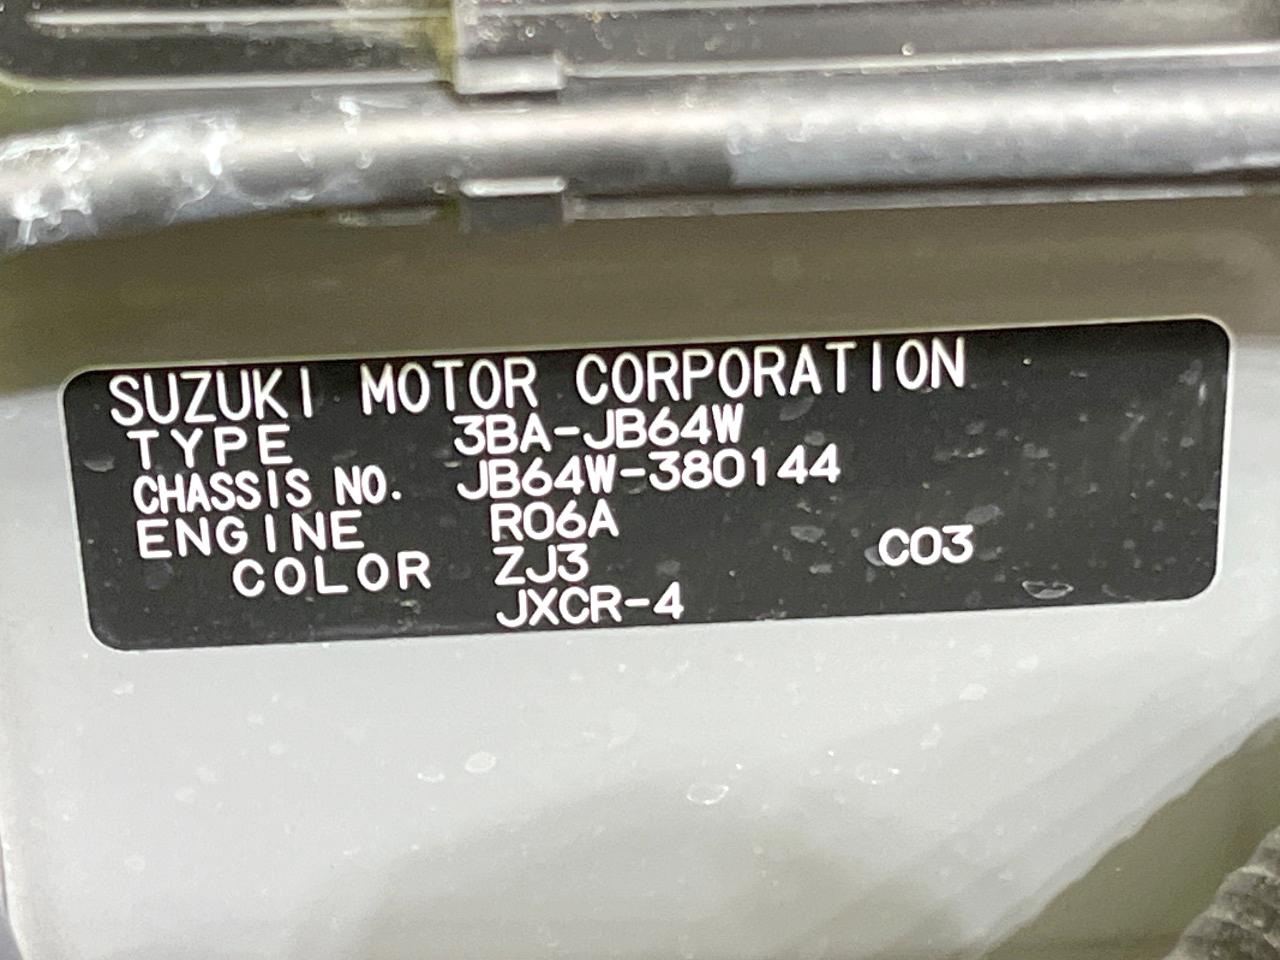 SUZUKI MOTOR CORPORATION
TYPE 3BA-JB64W
CHASSIS NO. JB64W-380144
ENGINE R06A
COLOR ZJ3 C03
JXCR-4